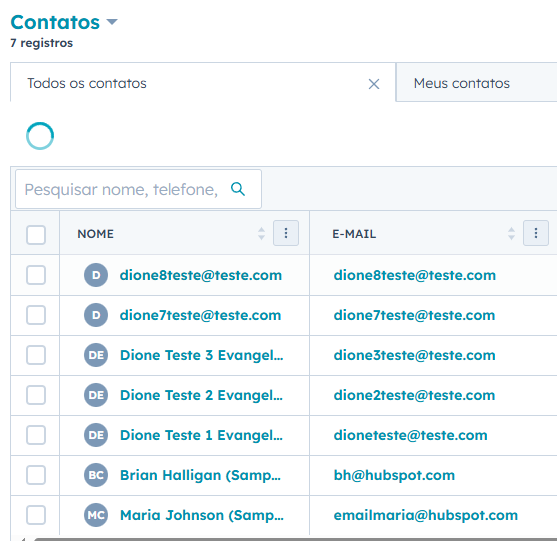 Contatos
7 registros
Todos os contatos
Meus contatos
Pesquisar nome, telefone,
NOME
E-MAIL
D dione8teste@teste.com dione8teste@teste.com
D dione7teste@teste.com dione7teste@teste.com
DE Dione Teste 3 Evangel... dione3teste@teste.com
DE Dione Teste 2 Evangel... dione2teste@teste.com
DE Dione Teste 1 Evangel... dioneteste@teste.com
BC Brian Halligan (Samp... bh@hubspot.com
MC Maria Johnson (Samp... emailmaria@hubspot.com